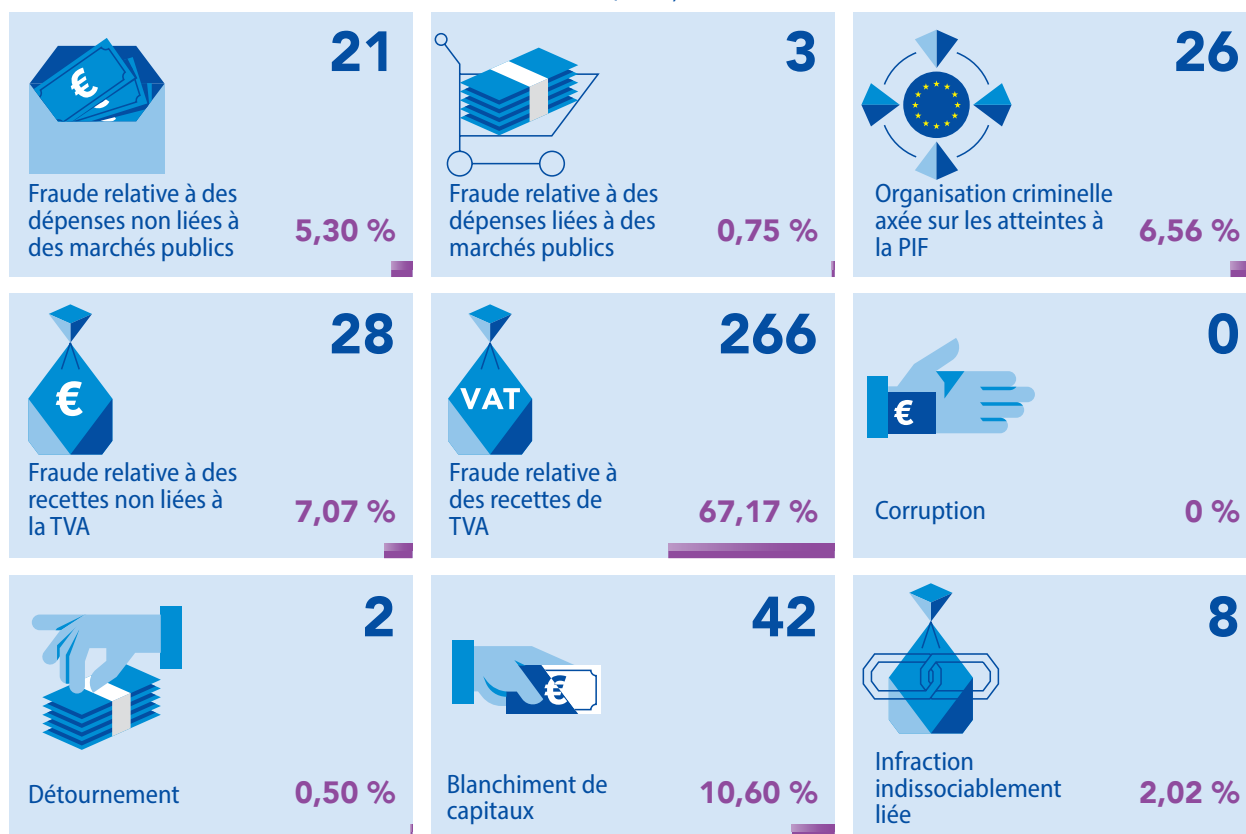 21
Fraude relative à des
dépenses non liées à
des marchés publics
5,30 %
3
Fraude relative à des
dépenses liées à des
marchés publics
0,75 %
26
Organisation criminelle
axée sur les atteintes à
la PIF
6,56 %
€
28
Fraude relative à des
recettes non liées à
la TVA
7,07 %
VAT
266
Fraude relative à
des recettes de
TVA
67,17 %
€
0
Corruption
0 %
2
Détournement
0,50 %
€
42
Blanchiment de
capitaux
10,60 %
8
Infraction
indissociablement
liée
2,02 %